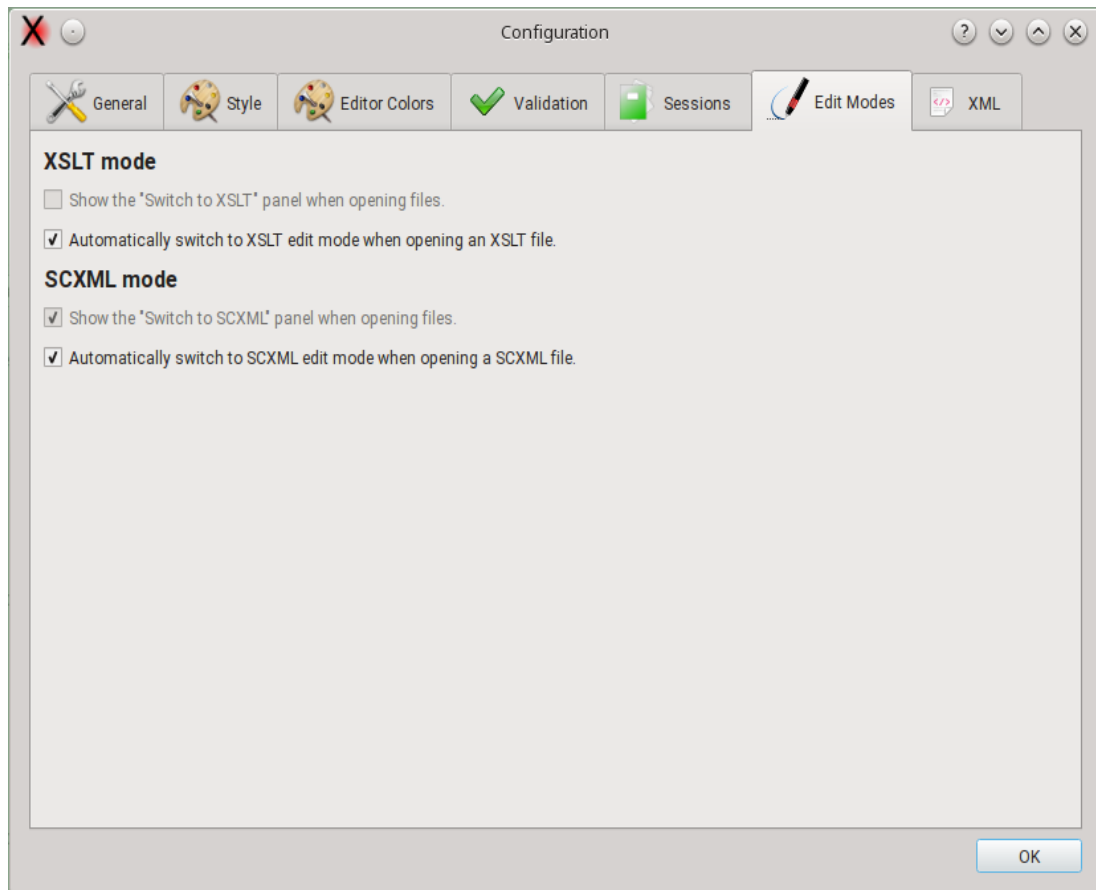 Configuration
General
Style
Editor Colors
Validation
Sessions
Edit Modes
XML
XSLT mode
Show the "Switch to XSLT" panel when opening files.
Automatically switch to XSLT edit mode when opening an XSLT file.
SCXML mode
Show the "Switch to SCXML" panel when opening files.
Automatically switch to SCXML edit mode when opening a SCXML file.
OK